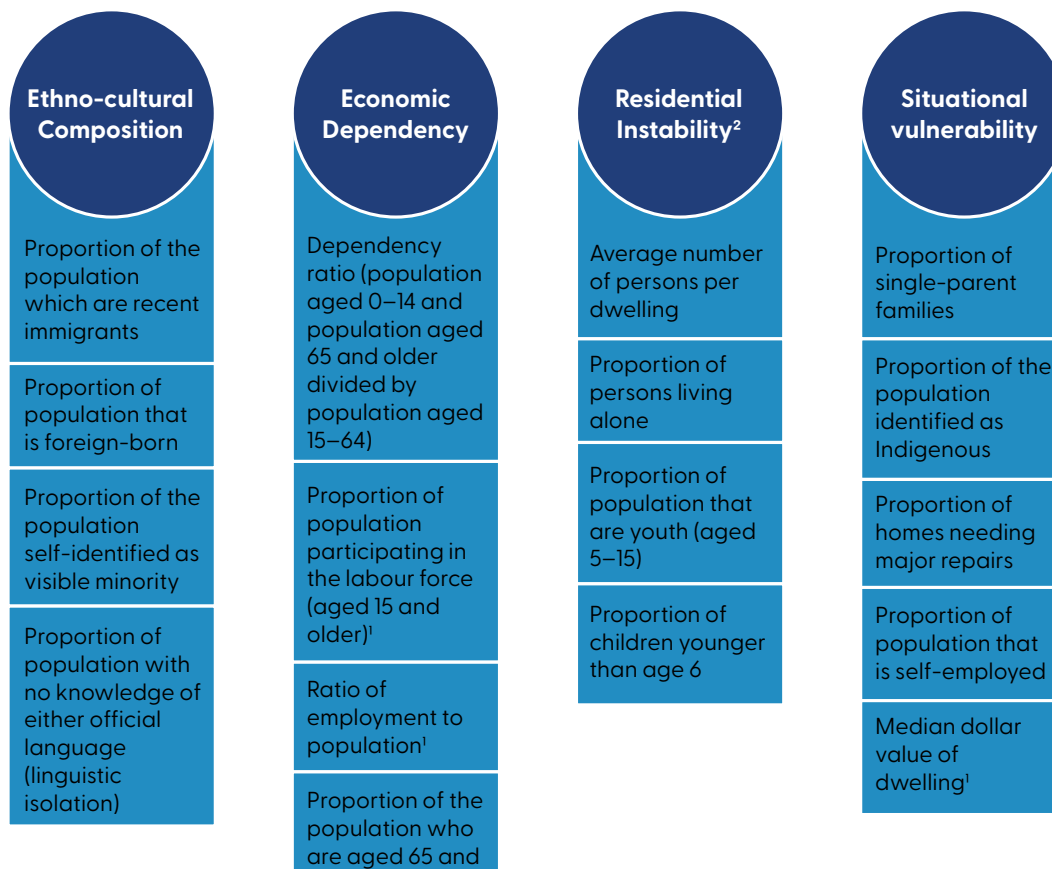 Ethno-cultural
Composition
Proportion of the
population
which are recent
immigrants
Proportion of
population that
is foreign-born
Proportion of the
population
self-identified as
visible minority
Proportion of
population with
no knowledge of
either official
language
(linguistic
isolation)
Economic
Dependency
Dependency
ratio (population
aged 0–14 and
population aged
65 and older
divided by
population aged
15–64)
Proportion of
population
participating in
the labour force
(aged 15 and
older)¹
Ratio of
employment to
population¹
Proportion of the
population who
are aged 65 and
Residential
Instability²
Average number
of persons per
dwelling
Proportion of
persons living
alone
Proportion of
population that
are youth (aged
5–15)
Proportion of
children younger
than age 6
Situational
vulnerability
Proportion of
single-parent
families
Proportion of the
population
identified as
Indigenous
Proportion of
homes needing
major repairs
Proportion of
population that
is self-employed
Median dollar
value of
dwelling¹